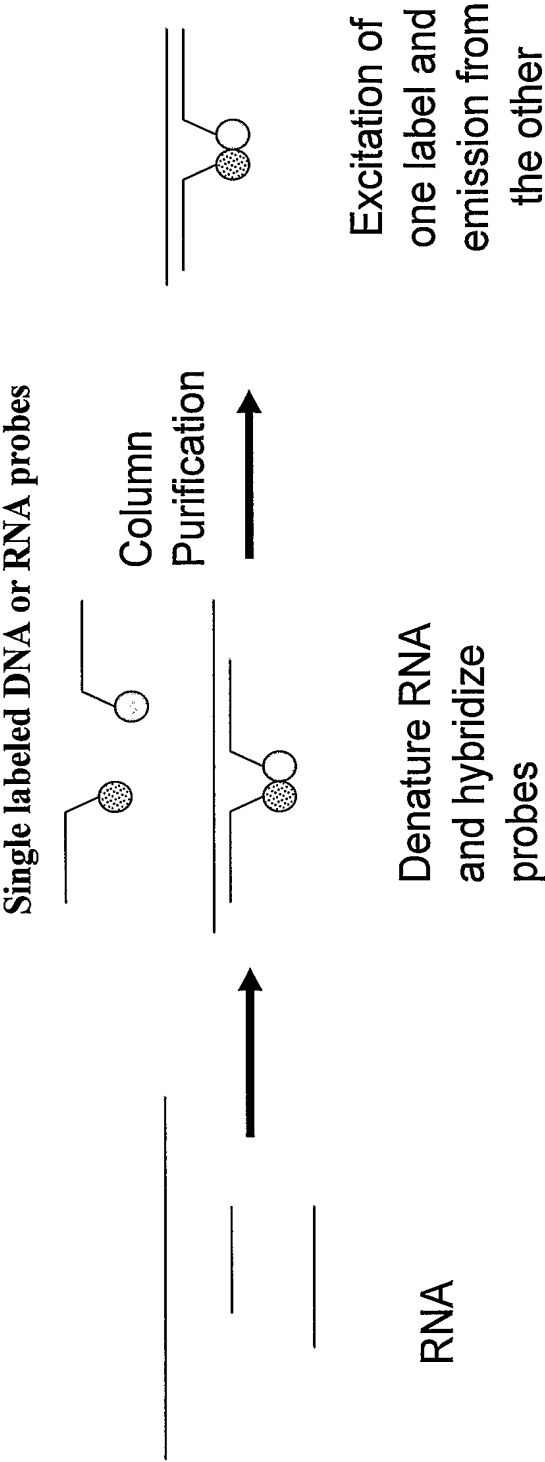 Single labeled DNA or RNA probes
RNA
Denature RNA
and hybridize
probes
Column
Purification
Excitation of
one label and
emission from
the other